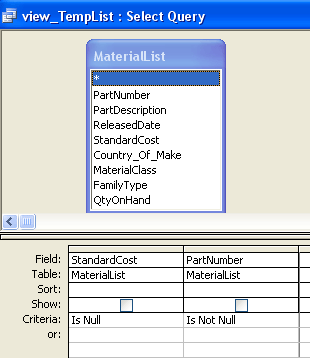 view_TempList : Select Query
MaterialList
*
PartNumber
PartDescription
ReleasedDate
StandardCost
Country_Of_Make
MaterialClass
FamilyType
QtyOnHand
Field: StandardCost PartNumber
Table: MaterialList MaterialList
Sort:
Show:
Criteria: Is Null Is Not Null
or: